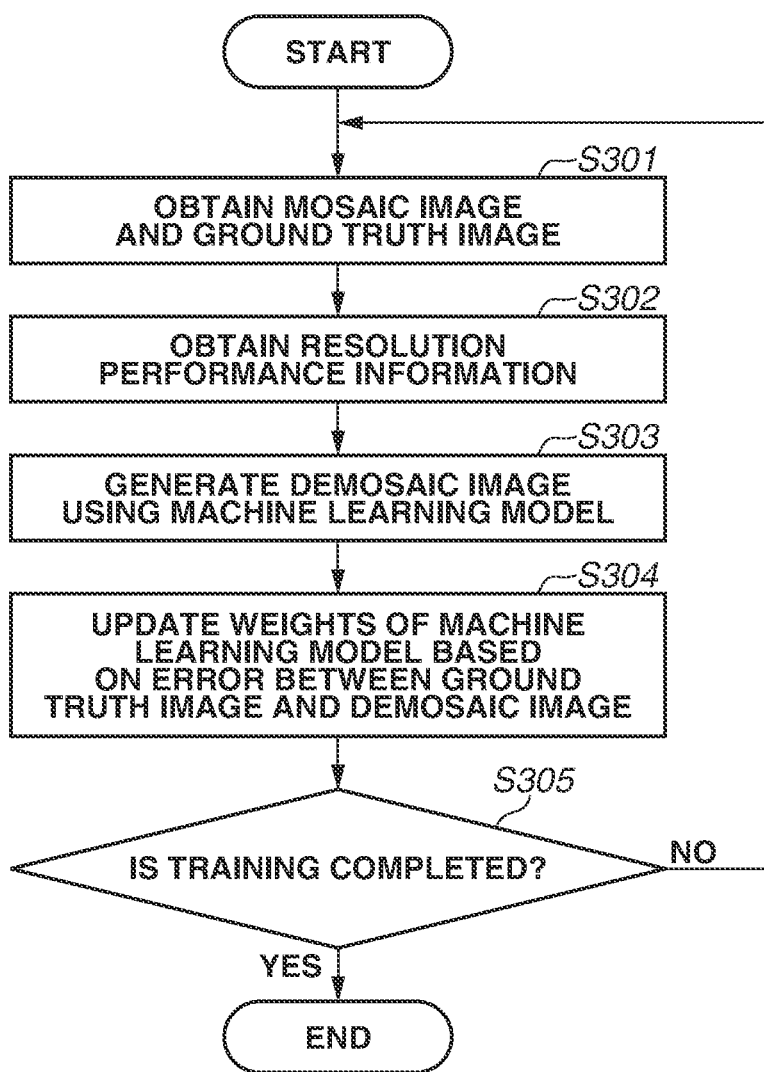 START
S301
OBTAIN MOSAIC IMAGE
AND GROUND TRUTH IMAGE
S302
OBTAIN RESOLUTION
PERFORMANCE INFORMATION
S303
GENERATE DEMOSAIC IMAGE
USING MACHINE LEARNING MODEL
S304
UPDATE WEIGHTS OF MACHINE
LEARNING MODEL BASED
ON ERROR BETWEEN GROUND
TRUTH IMAGE AND DEMOSAIC IMAGE
S305
IS TRAINING COMPLETED?
NO
YES
END